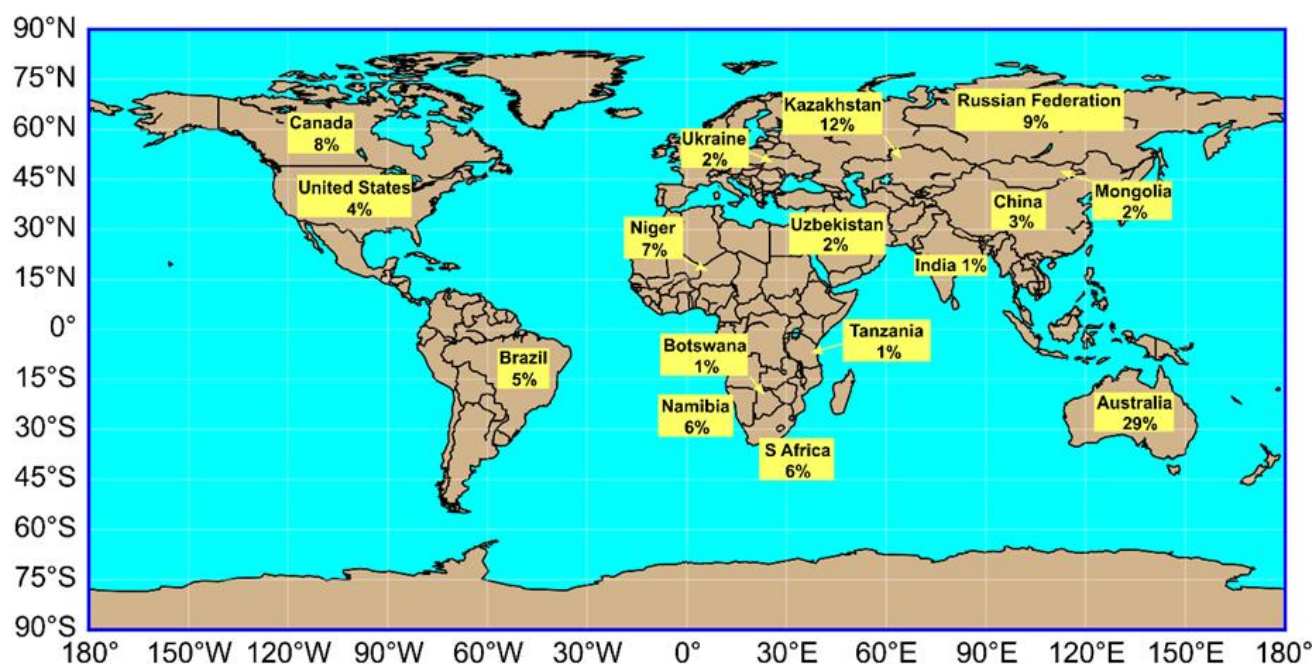 90°N
75°N
60°N
45°N
30°N
15°N
0°
15°S
30°S
45°S
60°S
75°S
90°S
Canada
8%
United States
4%
Brazil
5%
Kazakhstan
12%
Russian Federation
9%
Ukraine
2%
Mongolia
2%
China
3%
Niger
7%
Uzbekistan
2%
India 1%
Botswana
1%
Tanzania
1%
Namibia
6%
S Africa
6%
Australia
29%
180° 150°W 120°W 90°W 60°W 30°W 0° 30°E 60°E 90°E 120°E 150°E 180°